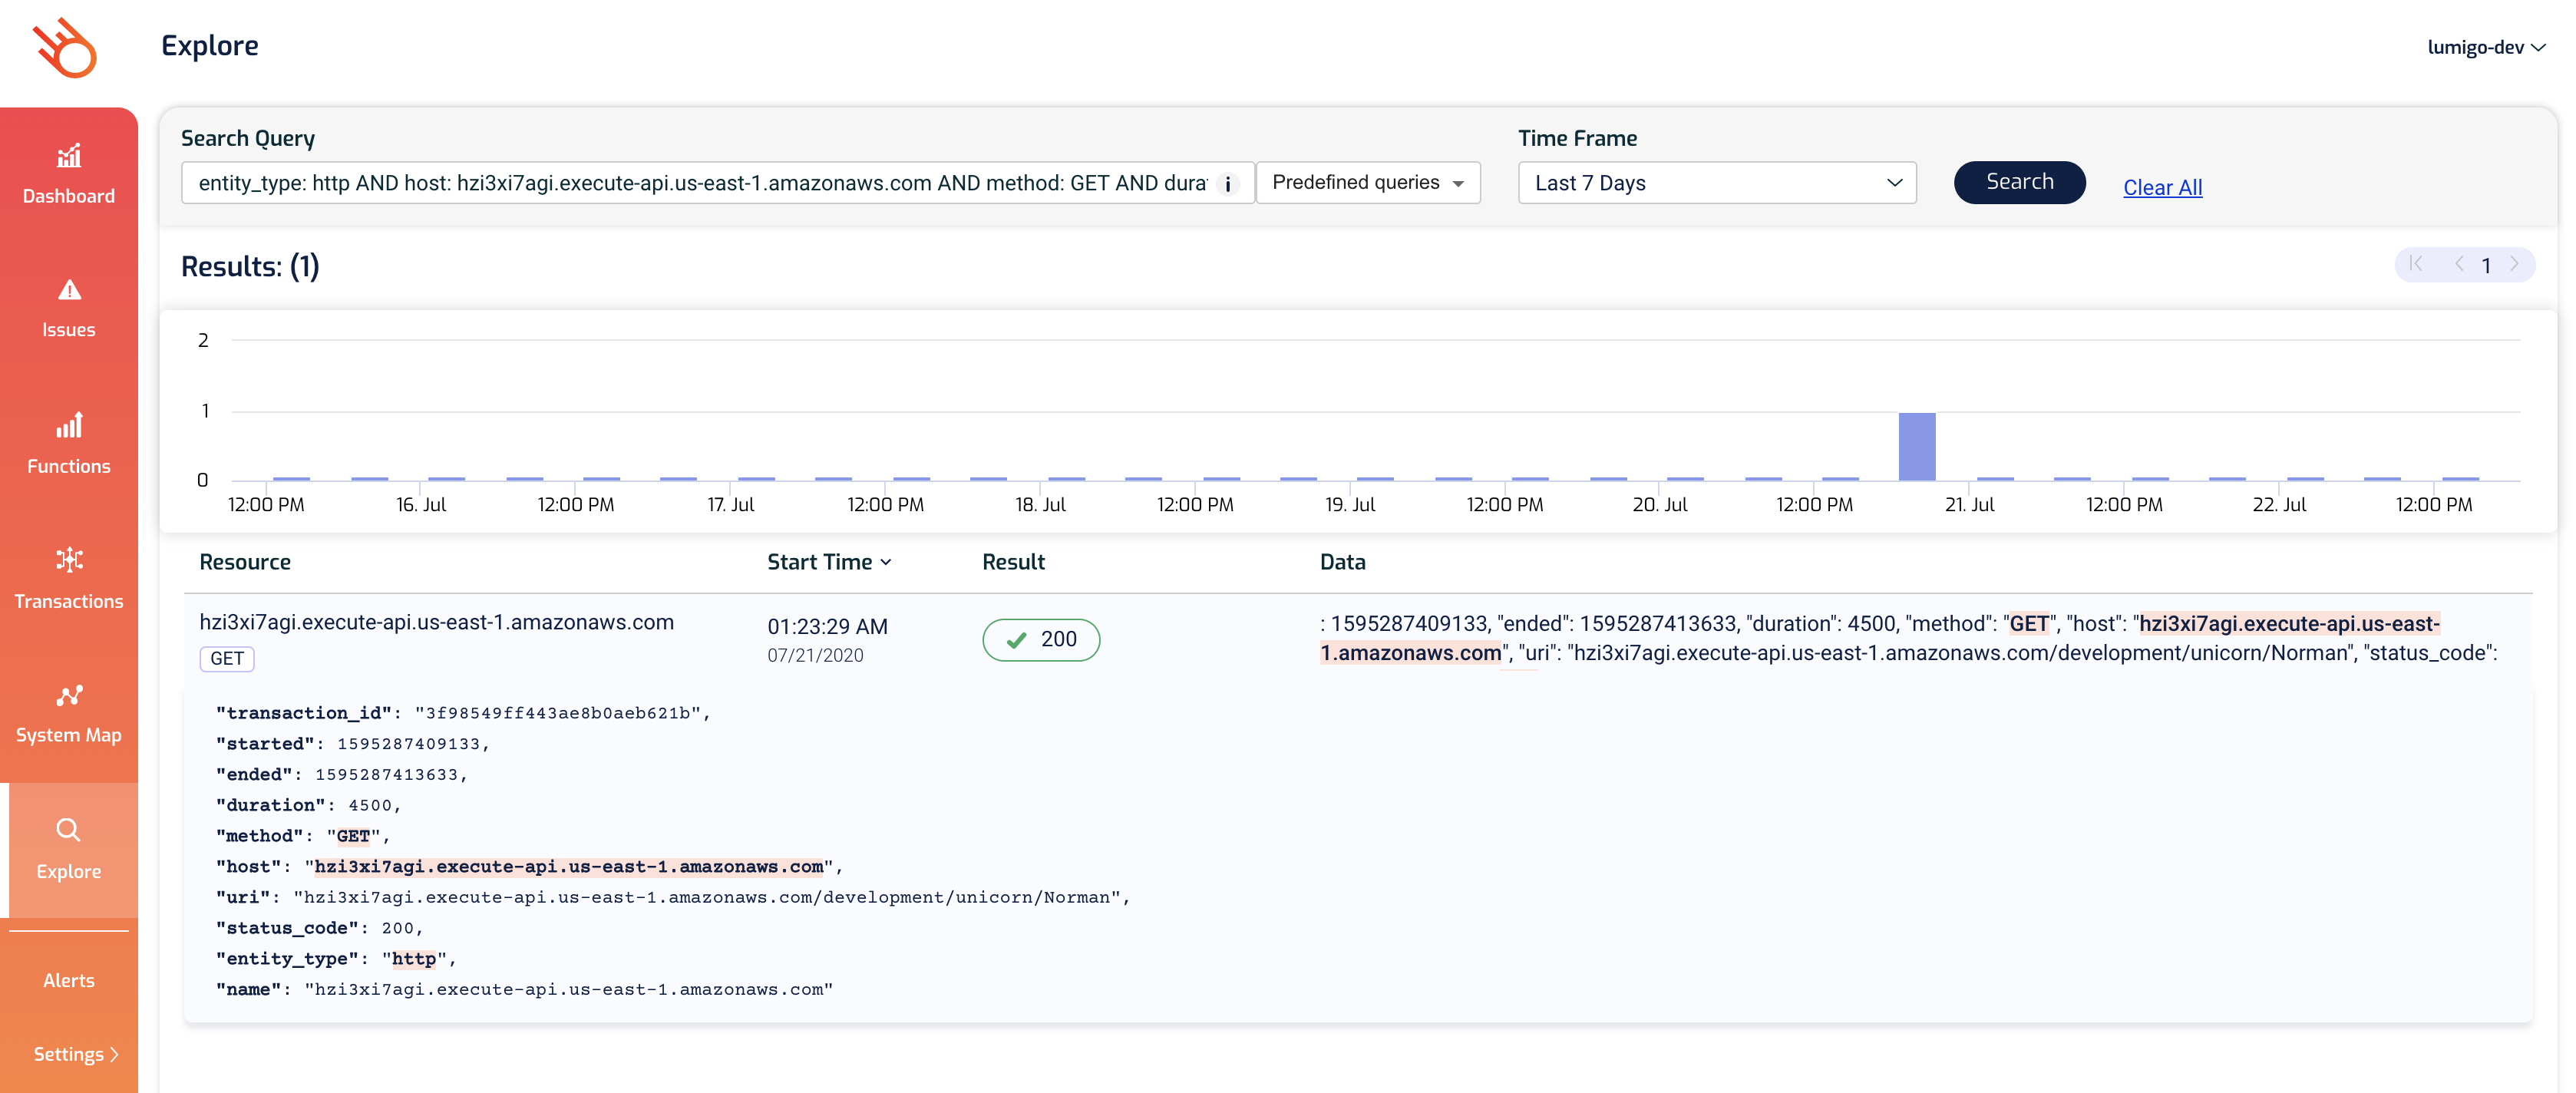 Explore
lumigo-dev
Dashboard
Issues
Functions
Transactions
System Map
Explore
Alerts
Settings
Search Query
Time Frame
entity_type: http AND host: hzi3xi7agi.execute-api.us-east-1.amazonaws.com AND method: GET AND
Predefined queries
Last 7 Days
Search
Clear All
Results: (1)
1
2
1
0
12:00 PM 16. Jul 12:00 PM 17. Jul 12:00 PM 18. Jul 12:00 PM 19. Jul 12:00 PM 20. Jul 12:00 PM 21. Jul 12:00 PM 22. Jul 12:00 PM
Resource Start Time Result Data
hzi3xi7agi.execute-api.us-east-1.amazonaws.com
GET
01:23:29 AM
07/21/2020
200
: 1595287409133, "ended": 1595287413633, "duration": 4500, "method": "GET", "host": "hzi3xi7agi.execute-api.us-east-
1.amazonaws.com", "uri": "hzi3xi7agi.execute-api.us-east-1.amazonaws.com/development/unicorn/Norman", "status_code":
"transaction_id": "3f98549ff443ae8b0aeb621b",
"started": 1595287409133,
"ended": 1595287413633,
"duration": 4500,
"method": "GET",
"host": "hzi3xi7agi.execute-api.us-east-1.amazonaws.com",
"uri": "hzi3xi7agi.execute-api.us-east-1.amazonaws.com/development/unicorn/Norman",
"status_code": 200,
"entity_type": "http",
"name": "hzi3xi7agi.execute-api.us-east-1.amazonaws.com"